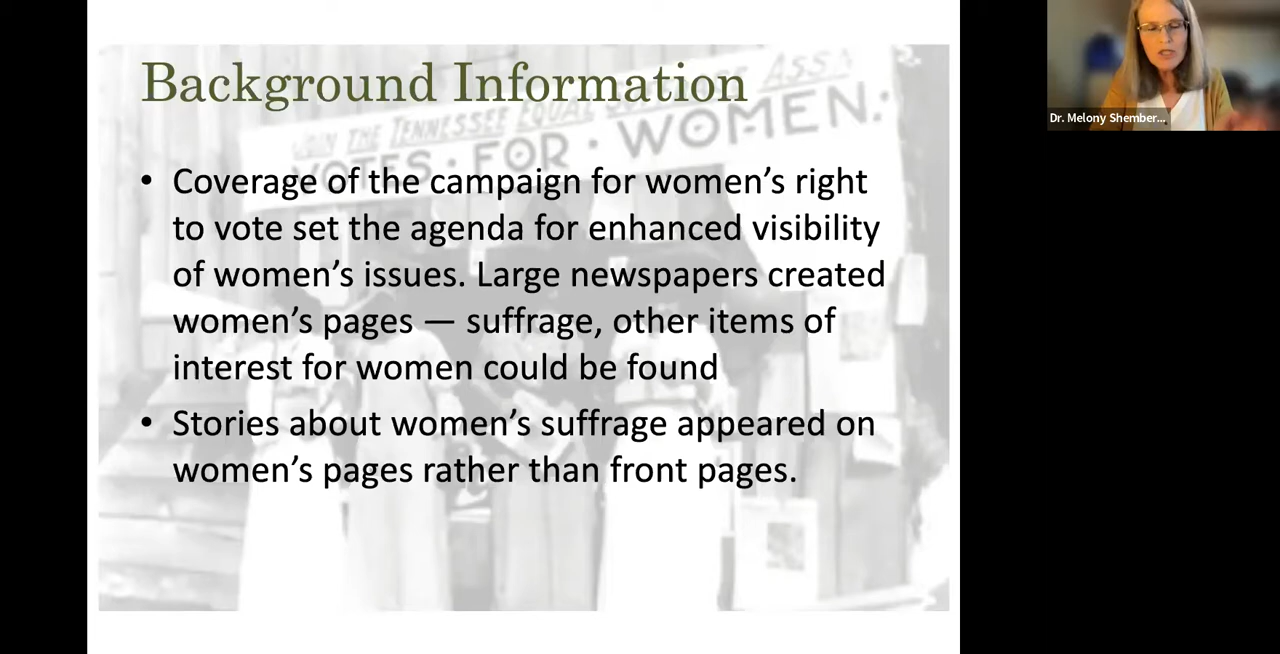 Background Information
JOIN THE TENNESSEE EQUAL
ASSN
VOTES · FOR · WOMEN.
• Coverage of the campaign for women's right
to vote set the agenda for enhanced visibility
of women's issues. Large newspapers created
women's pages — suffrage, other items of
interest for women could be found
• Stories about women's suffrage appeared on
women's pages rather than front pages.
Dr. Melony Shember...